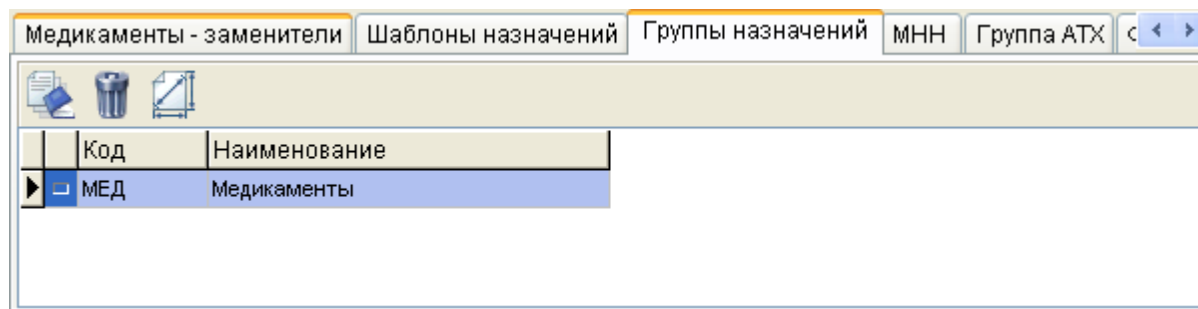 Медикаменты - заменители Шаблоны назначений Группы назначений МНН Группа АТХ
Код Наименование
МЕД Медикаменты